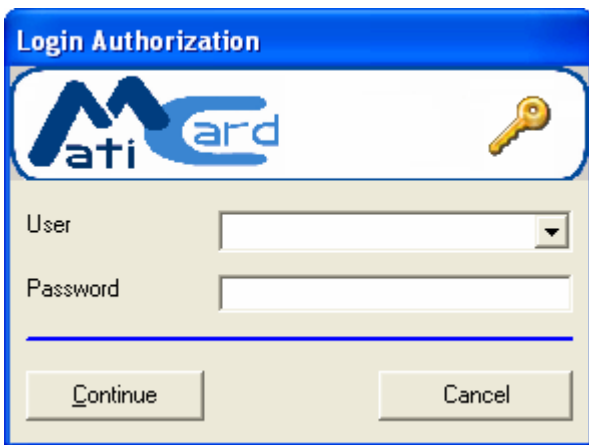 Login Authorization
Mati Card
User
Password
Continue
Cancel